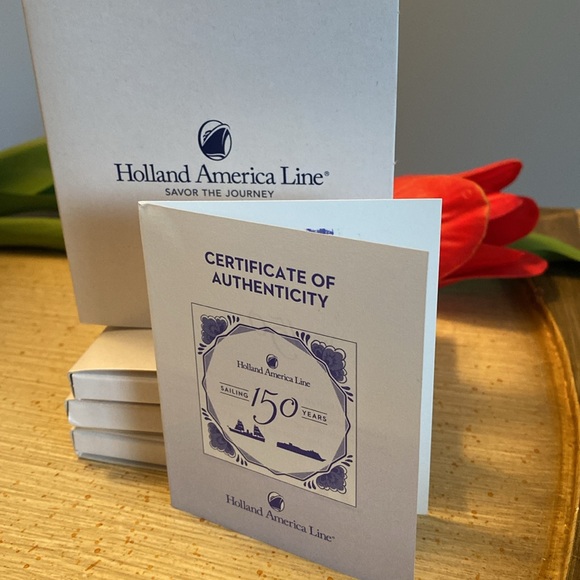 Holland America Line®
SAVOR THE JOURNEY
CERTIFICATE OF
AUTHENTICITY
Holland America Line
SAILING 150 YEARS
Holland America Line®